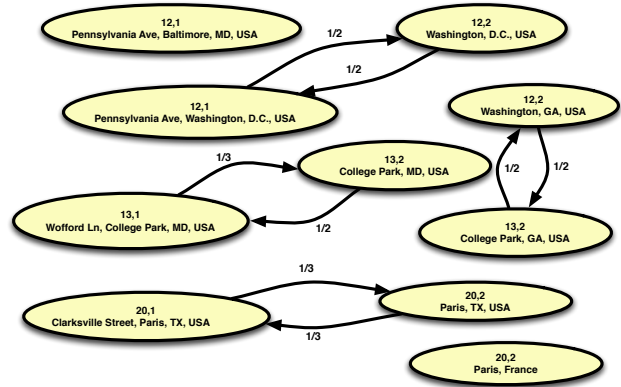 12,1
Pennsylvania Ave, Baltimore, MD, USA
12,2
Washington, D.C., USA
1/2
1/2
12,1
Pennsylvania Ave, Washington, D.C., USA
12,2
Washington, GA, USA
1/3
13,2
College Park, MD, USA
1/2
1/2
13,1
Wofford Ln, College Park, MD, USA
1/2
13,2
College Park, GA, USA
1/3
20,1
Clarksville Street, Paris, TX, USA
20,2
Paris, TX, USA
1/3
20,2
Paris, France